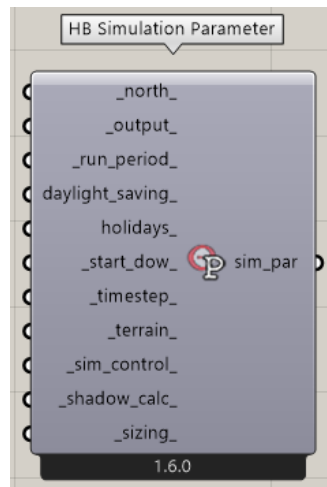 HB Simulation Parameter
_north_
_output_
_run_period_
daylight_saving_
holidays_
_start_dow_
P sim_par
_timestep_
_terrain_
_sim_control_
_shadow_calc_
_sizing_
1.6.0